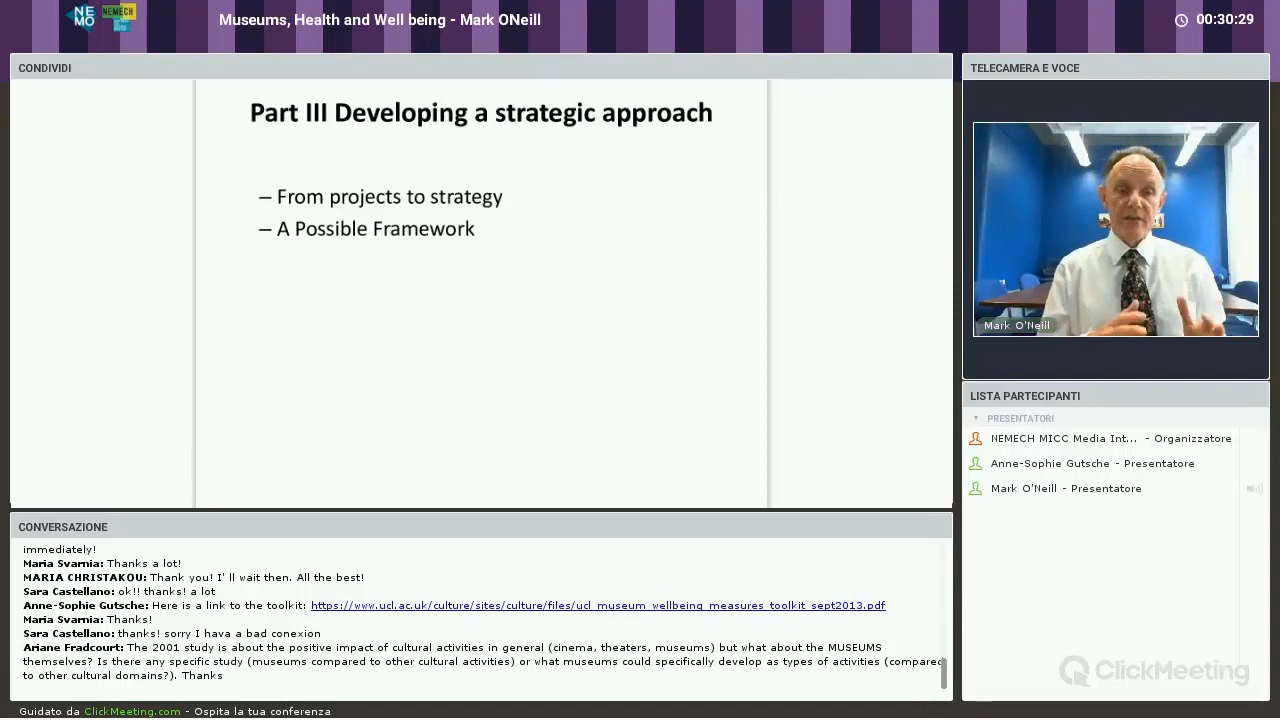 NE
MO
NEMECH
Museums, Health and Well being - Mark ONeill
00:30:29
CONDIVIDI
Part III Developing a strategic approach
– From projects to strategy
– A Possible Framework
TELECAMERA E VOCE
Mark O'Neill
LISTA PARTECIPANTI
PRESENTATORI
NEMECH MICC Media Int... - Organizzatore
Anne-Sophie Gutsche - Presentatore
Mark O'Neill - Presentatore
CONVERSAZIONE
immediately!
Maria Svarnia: Thanks a lot!
MARIA CHRISTAKOU: Thank you! I' ll wait then. All the best!
Sara Castellano: ok!! thanks! a lot
Anne-Sophie Gutsche: Here is a link to the toolkit: https://www.ucl.ac.uk/culture/sites/culture/files/ucl_museum_wellbeing_measures_toolkit_sept2013.pdf
Maria Svarnia: Thanks!
Sara Castellano: thanks! sorry I hava a bad conexion
Ariane Fradcourt: The 2001 study is about the positive impact of cultural activities in general (cinema, theaters, museums) but what about the MUSEUMS
themselves? Is there any specific study (museums compared to other cultural activities) or what museums could specifically develop as types of activities (compared
to other cultural domains?). Thanks
ClickMeeting
Guidato da ClickMeeting.com - Ospita la tua conferenza